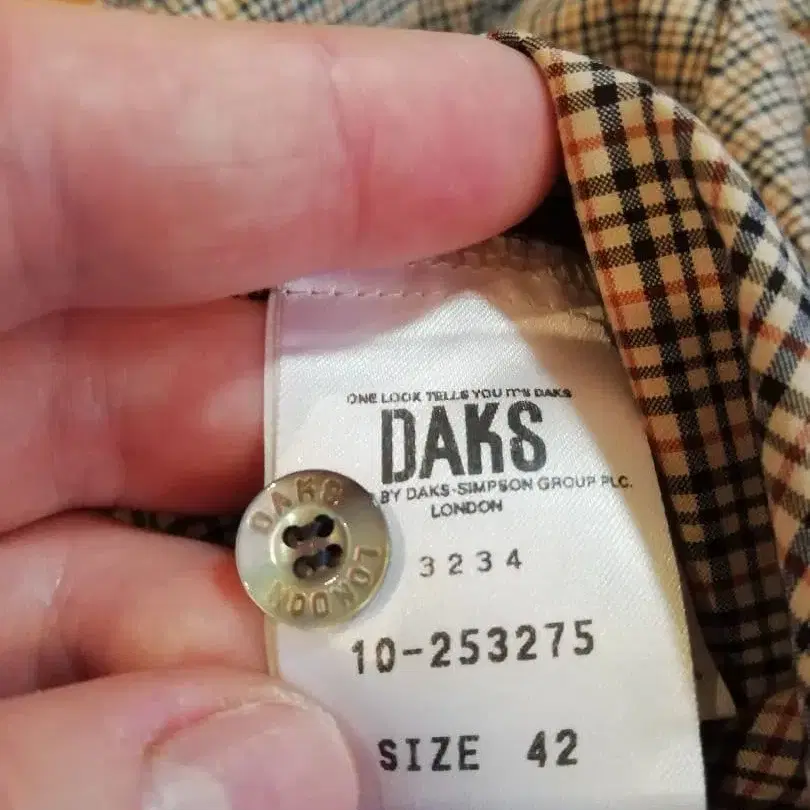 ONE LOOK TELLS YOU IT'S DAKS
DAKS
BY DAKS-SIMPSON GROUP PLC.
LONDON
DAKS
LONDON
3234
10-253275
SIZE 42